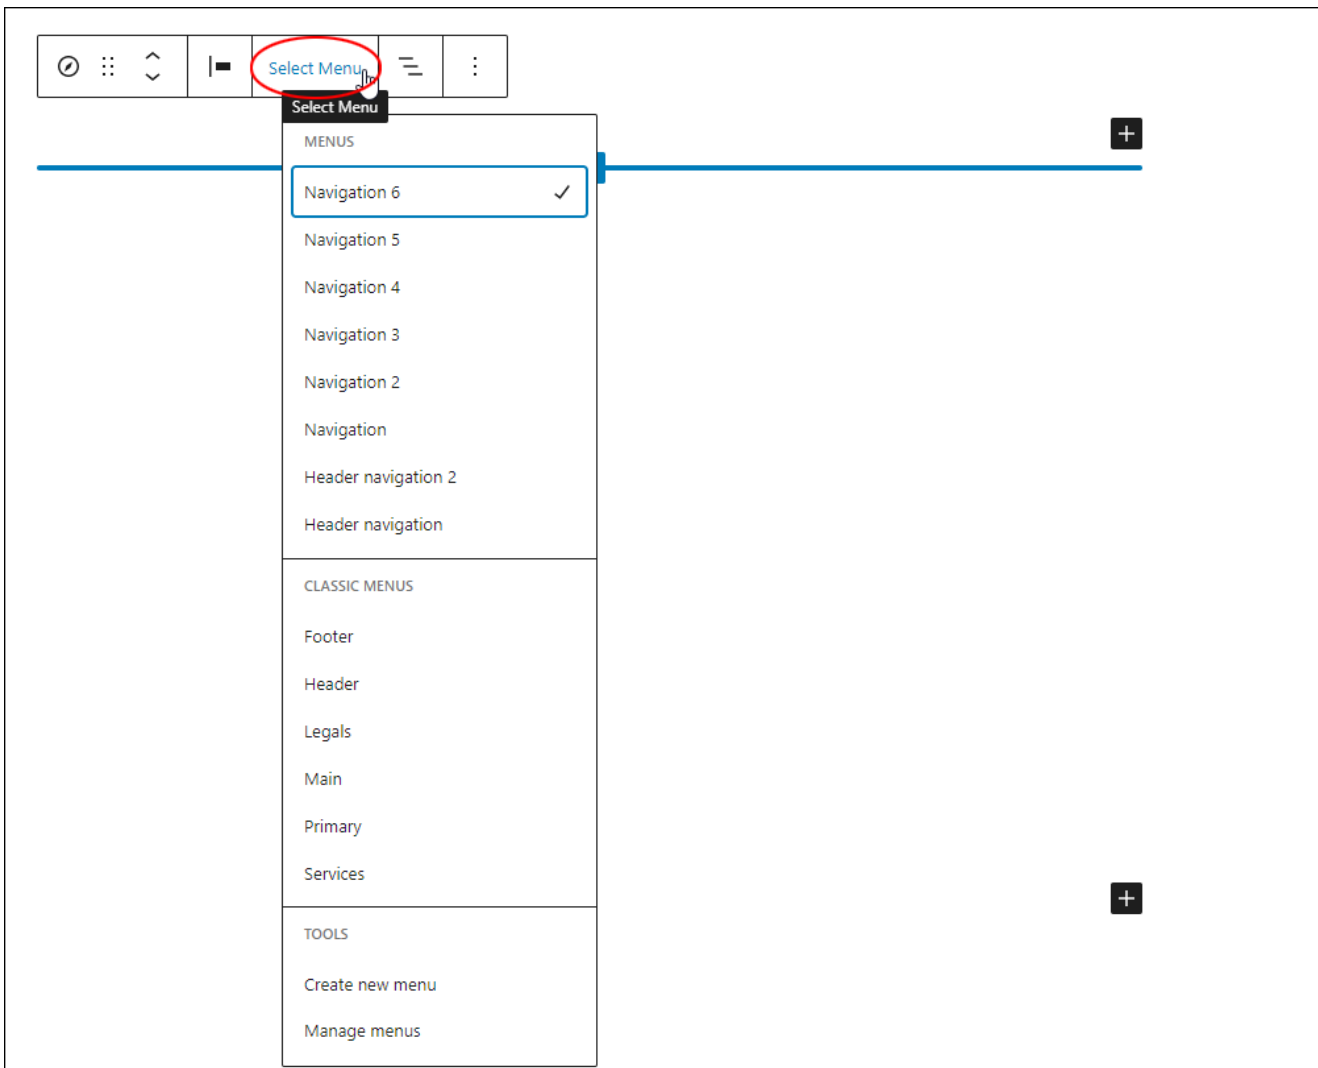 Select Menu
Select Menu
MENUS
Navigation 6
Navigation 5
Navigation 4
Navigation 3
Navigation 2
Navigation
Header navigation 2
Header navigation
CLASSIC MENUS
Footer
Header
Legals
Main
Primary
Services
TOOLS
Create new menu
Manage menus